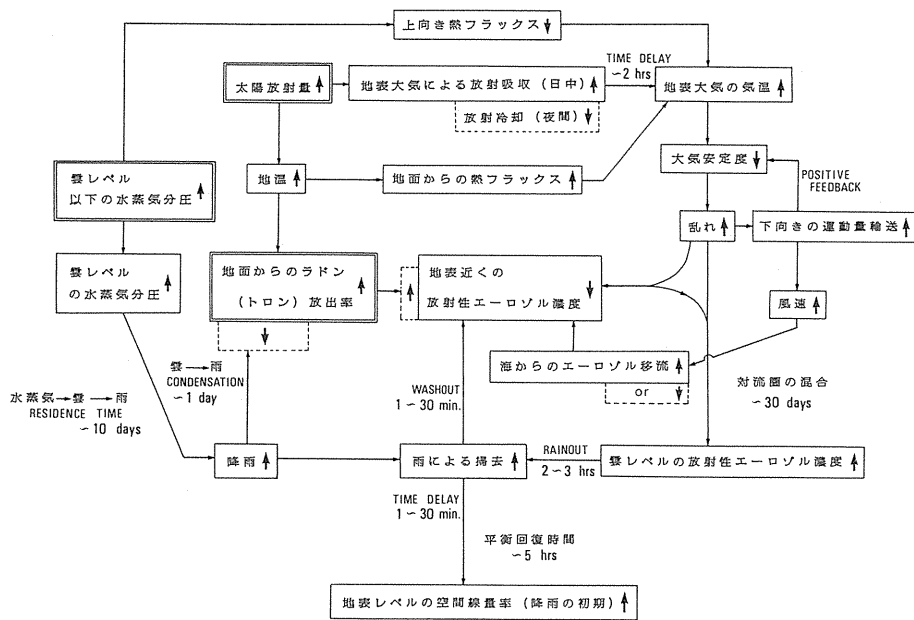 上向き熱フラックス
TIME DELAY
~2 hrs
太陽放射量
地表大気による放射吸収 (日中)
地表大気の気温
放射冷却 (夜間)
大気安定度
地温
地面からの熱フラックス
POSITIVE
FEEDBACK
雲レベル
以下の水蒸気分圧
乱れ
下向きの運動量輸送
雲レベル
の水蒸気分圧
地面からのラドン
(トロン) 放出率
地表近くの
放射性エーロゾル濃度
風速
海からのエーロゾル移流
or
雲→雨
CONDENSATION
~1 day
WASHOUT
1~30 min.
対流圏の混合
~30 days
水蒸気→雲→雨
RESIDENCE TIME
~10 days
降雨
雨による掃去
RAINOUT
2~3 hrs
雲レベルの放射性エーロゾル濃度
TIME DELAY
1~30 min.
平衡回復時間
~5 hrs
地表レベルの空間線量率 (降雨の初期)